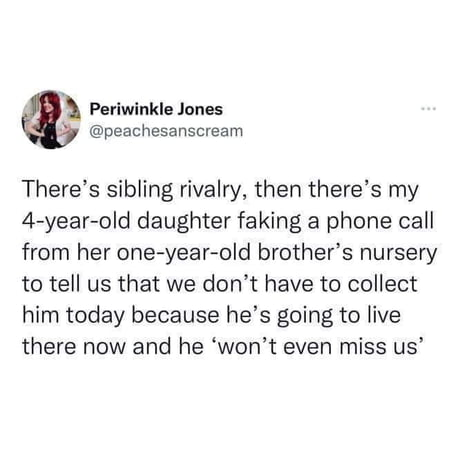 Periwinkle Jones
@peachesanscream
There’s sibling rivalry, then there’s my
4-year-old daughter faking a phone call
from her one-year-old brother’s nursery
to tell us that we don’t have to collect
him today because he’s going to live
there now and he ‘won’t even miss us’